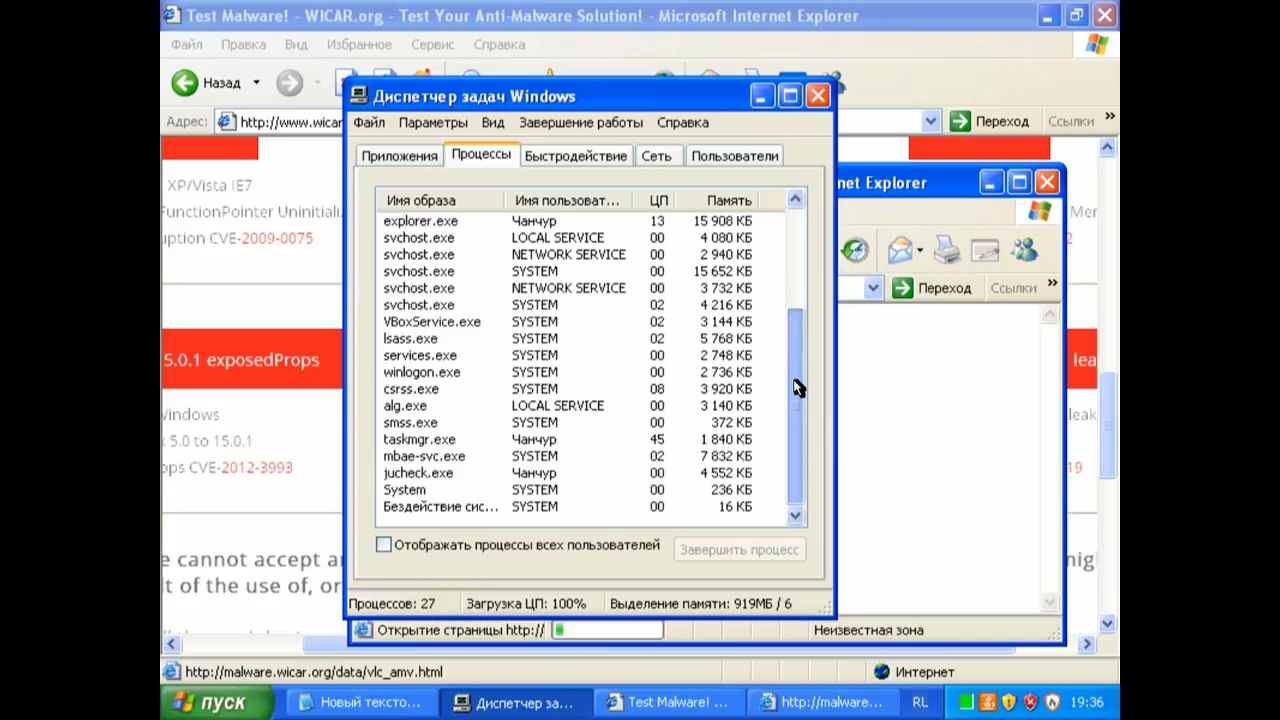 Test Malware! - WICAR.org - Test Your Anti-Malware Solution! - Microsoft Internet Explorer
Файл Правка Вид Избранное Сервис Справка
Назад
Адрес: http://www.wicar Переход Ссылки »
Диспетчер задач Windows
Файл Параметры Вид Завершение работы Справка
Приложения Процессы Быстродействие Сеть Пользователи
Имя образа Имя пользоват... ЦП Память
explorer.exe Чанчур 13 15 908 КБ
svchost.exe LOCAL SERVICE 00 4 080 КБ
svchost.exe NETWORK SERVICE 00 2 940 КБ
svchost.exe SYSTEM 00 15 652 КБ
svchost.exe NETWORK SERVICE 00 3 732 КБ
svchost.exe SYSTEM 02 4 216 КБ
VBoxService.exe SYSTEM 02 3 144 КБ
lsass.exe SYSTEM 02 5 768 КБ
services.exe SYSTEM 00 2 748 КБ
winlogon.exe SYSTEM 00 2 736 КБ
csrss.exe SYSTEM 08 3 920 КБ
alg.exe LOCAL SERVICE 00 3 140 КБ
smss.exe SYSTEM 00 372 КБ
taskmgr.exe Чанчур 45 1 840 КБ
mbae-svc.exe SYSTEM 02 7 832 КБ
jucheck.exe Чанчур 00 4 552 КБ
System SYSTEM 00 236 КБ
Бездействие сис... SYSTEM 00 16 КБ
Отображать процессы всех пользователей Завершить процесс
Процессов: 27 Загрузка ЦП: 100% Выделение памяти: 919МБ / 6
XP/Vista IE7
FunctionPointer Uninitializ
uption CVE-2009-0075
5.0.1 exposedProps
Windows
x 5.0 to 15.0.1
ops CVE-2012-3993
e cannot accept an
t of the use of, or
net Explorer
Переход Ссылки »
Mer
2
lea
leak
19
mig
Открытие страницы http:// Неизвестная зона
http://malware.wicar.org/data/vlc_amv.html Интернет
пуск Новый тексто... Диспетчер за... Test Malware! ... http://malware... RL 19:36